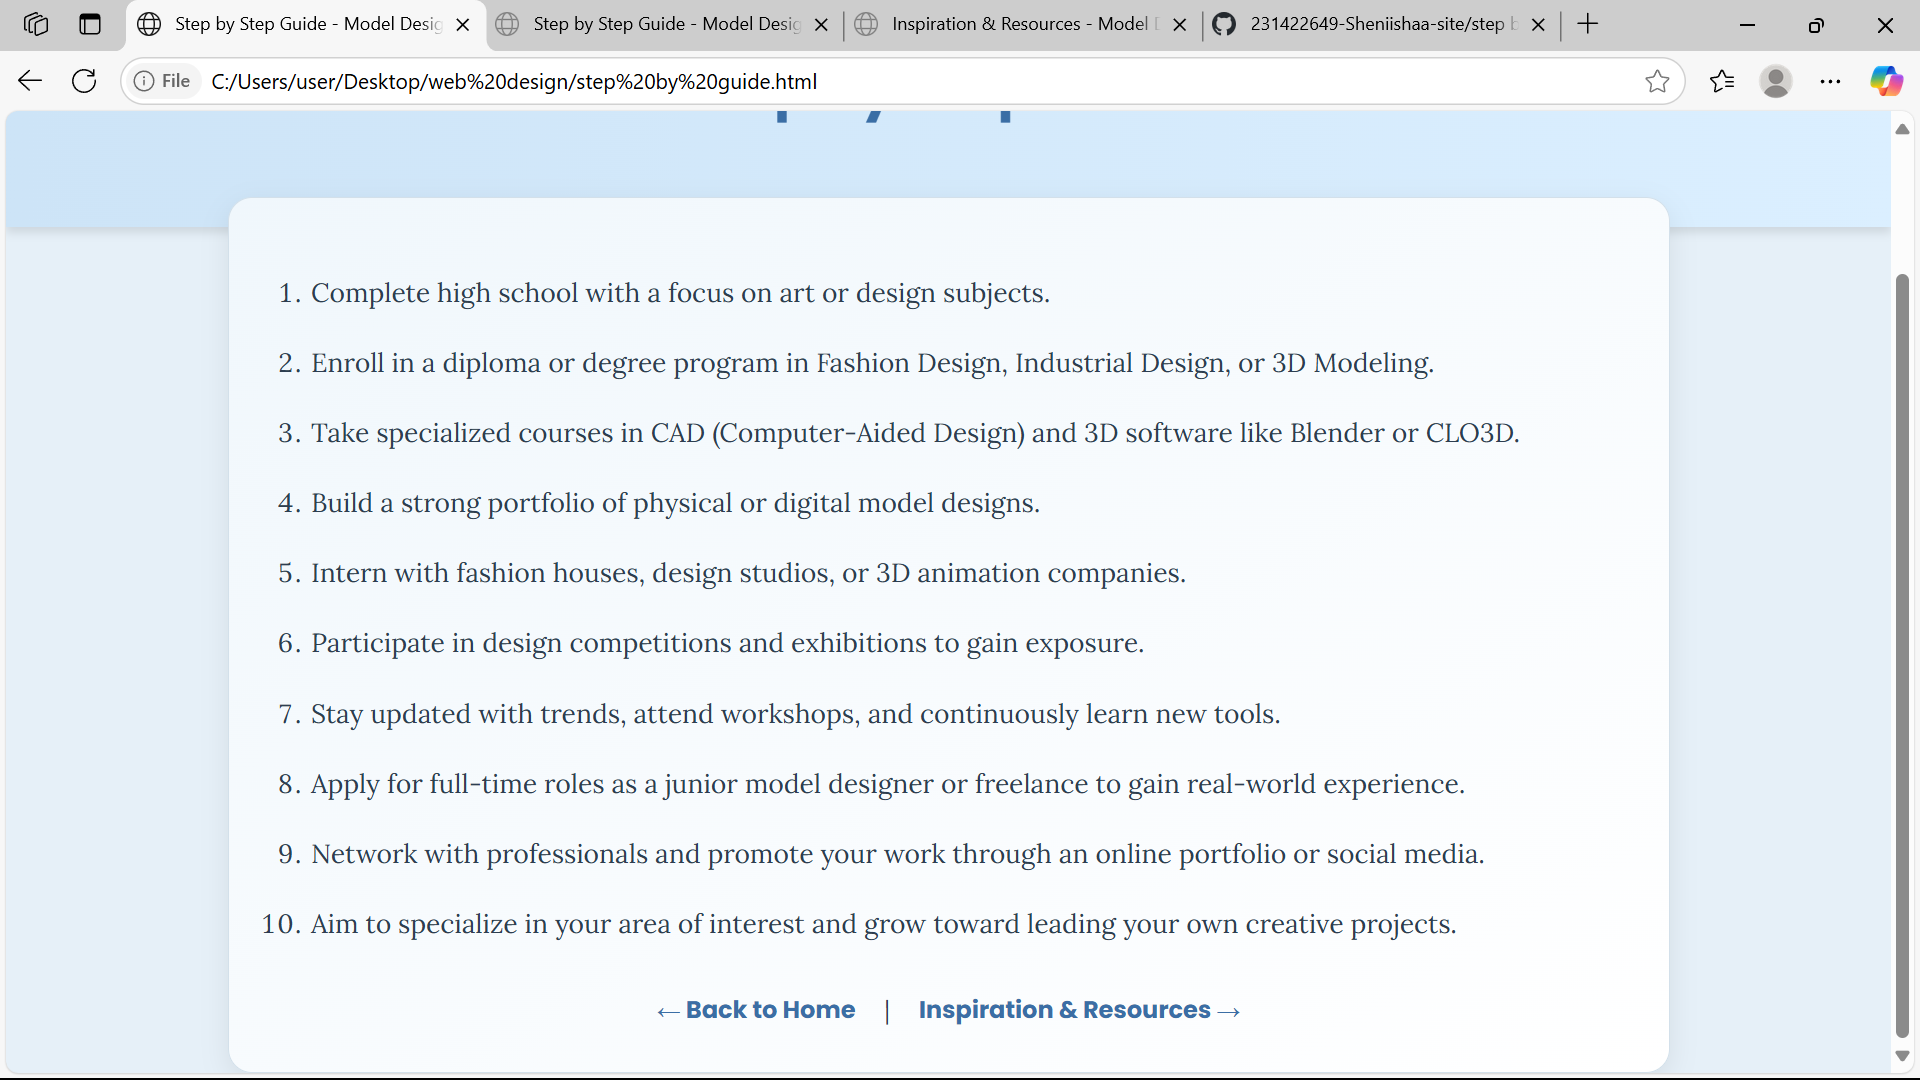 Step by Step Guide - Model Desig
Step by Step Guide - Model Desig
Inspiration & Resources - Model
231422649-Sheniishaa-site/step
File
C:/Users/user/Desktop/web%20design/step%20by%20guide.html
1. Complete high school with a focus on art or design subjects.
2. Enroll in a diploma or degree program in Fashion Design, Industrial Design, or 3D Modeling.
3. Take specialized courses in CAD (Computer-Aided Design) and 3D software like Blender or CLO3D.
4. Build a strong portfolio of physical or digital model designs.
5. Intern with fashion houses, design studios, or 3D animation companies.
6. Participate in design competitions and exhibitions to gain exposure.
7. Stay updated with trends, attend workshops, and continuously learn new tools.
8. Apply for full-time roles as a junior model designer or freelance to gain real-world experience.
9. Network with professionals and promote your work through an online portfolio or social media.
10. Aim to specialize in your area of interest and grow toward leading your own creative projects.
← Back to Home | Inspiration & Resources →